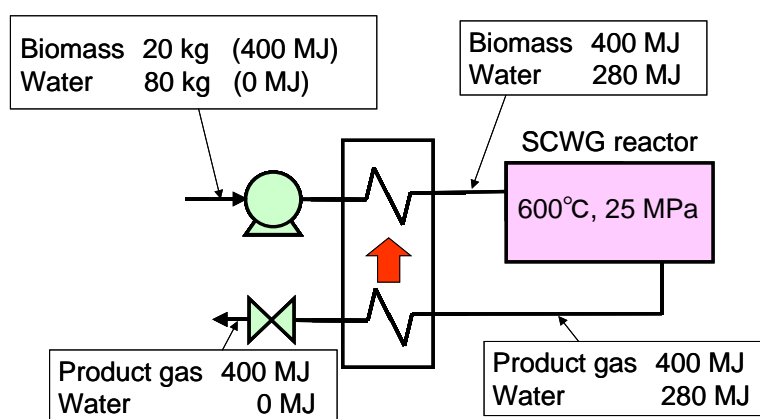 Biomass 20 kg (400 MJ)
Water 80 kg (0 MJ)
Biomass 400 MJ
Water 280 MJ
SCWG reactor
600°C, 25 MPa
Product gas 400 MJ
Water 0 MJ
Product gas 400 MJ
Water 280 MJ